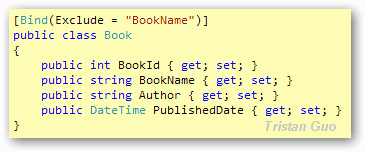 [Bind(Exclude = "BookName")]
public class Book
{
    public int BookId { get; set; }
    public string BookName { get; set; }
    public string Author { get; set; }
    public DateTime PublishedDate { get; set; }
}
Tristan Guo